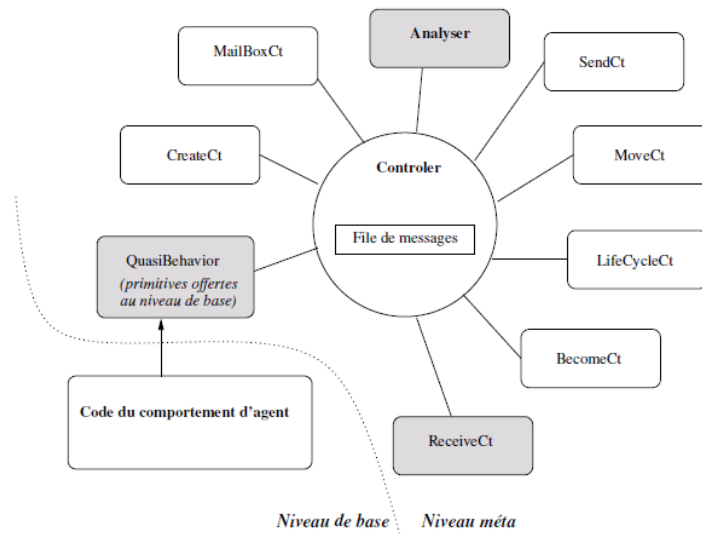 Analyser
MailBoxCt
SendCt
CreateCt
Controler
MoveCt
File de messages
QuasiBehavior
(primitives offertes
au niveau de base)
LifeCycleCt
BecomeCt
Code du comportement d'agent
ReceiveCt
Niveau de base
Niveau méta